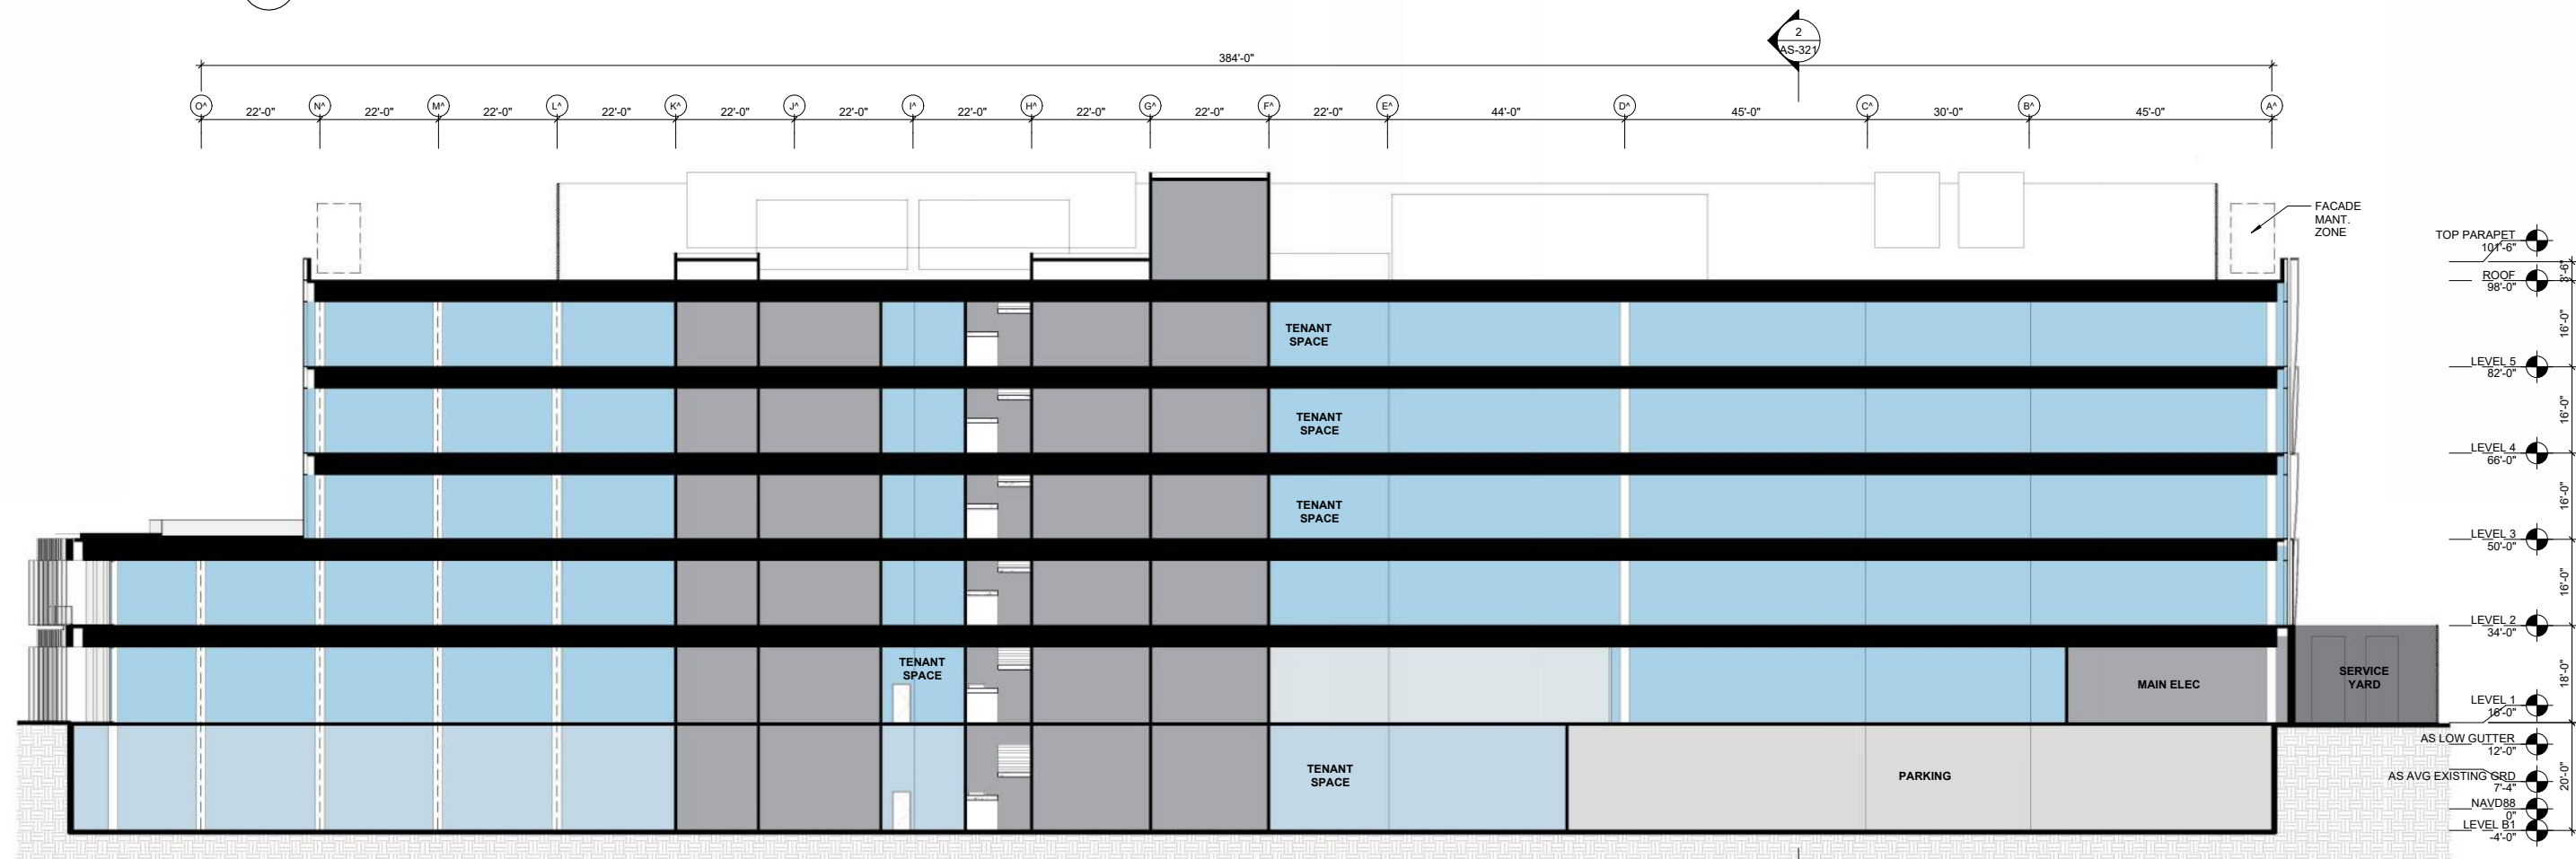 2
AS-321
384'-0"
O^ N^ M^ L^ K^ J^ I^ H^ G^ F^ E^ D^ C^ B^ A^
22'-0" 22'-0" 22'-0" 22'-0" 22'-0" 22'-0" 22'-0" 22'-0" 22'-0" 22'-0" 44'-0" 45'-0" 30'-0" 45'-0"
FACADE
MANT.
ZONE
TOP PARAPET
101'-6"
3'-6"
ROOF
98'-0"
16'-0"
TENANT
SPACE
LEVEL 5
82'-0"
16'-0"
TENANT
SPACE
LEVEL 4
66'-0"
16'-0"
TENANT
SPACE
LEVEL 3
50'-0"
16'-0"
LEVEL 2
34'-0"
TENANT
SPACE
MAIN ELEC
SERVICE
YARD
18'-0"
LEVEL 1
16'-0"
AS LOW GUTTER
12'-0"
TENANT
SPACE
PARKING
AS AVG EXISTING GRD
7'-4"
20'-0"
NAVD88
0"
LEVEL B1
-4'-0"